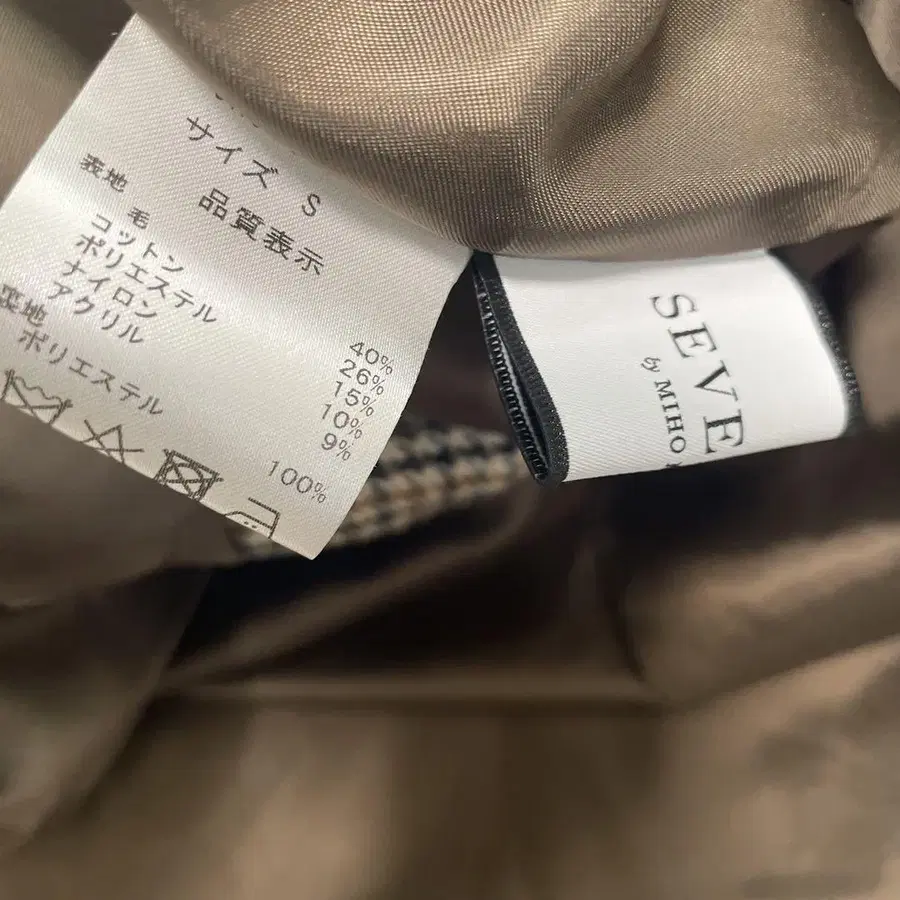 サイズ S
品質表示
表地
毛 40%
コットン 26%
ポリエステル 15%
ナイロン 10%
アクリル 9%
裏地
ポリエステル 100%
SEVE
by MIHO